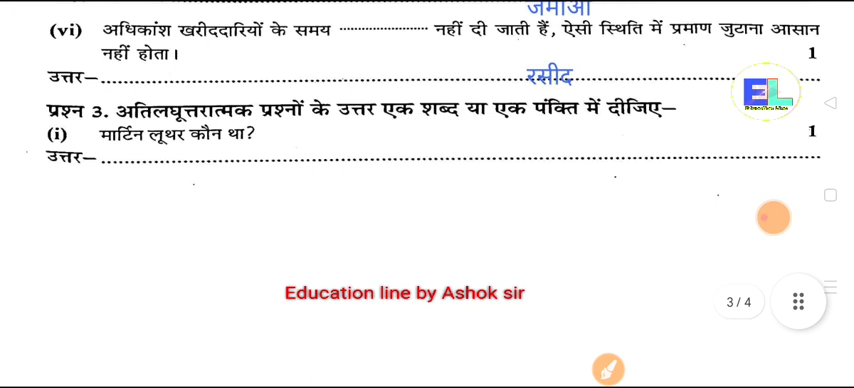 जमाओं
(vi) अधिकांश खरीददारियों के समय ........................ नहीं दी जाती हैं, ऐसी स्थिति में प्रमाण जुटाना आसान
नहीं होता। 1
उत्तर– रसीद
प्रश्न 3. अतिलघूत्तरात्मक प्रश्नों के उत्तर एक शब्द या एक पंक्ति में दीजिए–
(i) मार्टिन लूथर कौन था? 1
उत्तर–
EL
Education line by Ashok sir
3 / 4